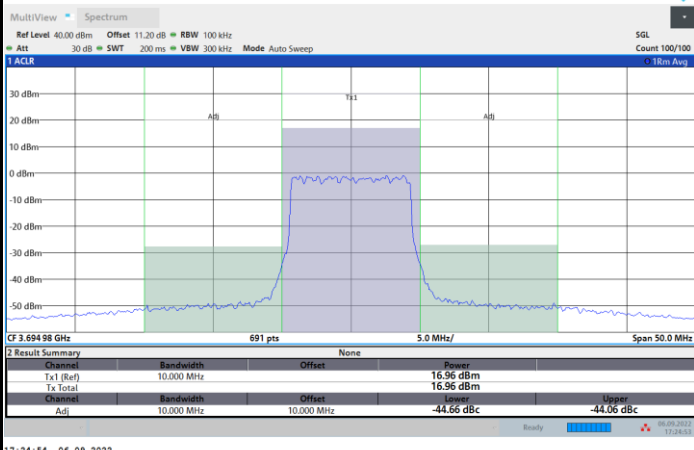 MultiView Spectrum
Ref Level 40.00 dBm Offset 11.20 dB RBW 100 kHz SGL
Att 30 dB SWT 200 ms VBW 300 kHz Mode Auto Sweep Count 100/100
1 ACLR 1Rm Avg
30 dBm
Tx1
20 dBm
Adj Adj
10 dBm
0 dBm
-10 dBm
-20 dBm
-30 dBm
-40 dBm
-50 dBm
CF 3.694 98 GHz 691 pts 5.0 MHz/ Span 50.0 MHz
2 Result Summary None
Channel Bandwidth Offset Power
Tx1 (Ref) 10.000 MHz 16.96 dBm
Tx Total 16.96 dBm
Channel Bandwidth Offset Lower Upper
Adj 10.000 MHz 10.000 MHz -44.66 dBc -44.06 dBc
Ready 06.09.2022
17:24:53